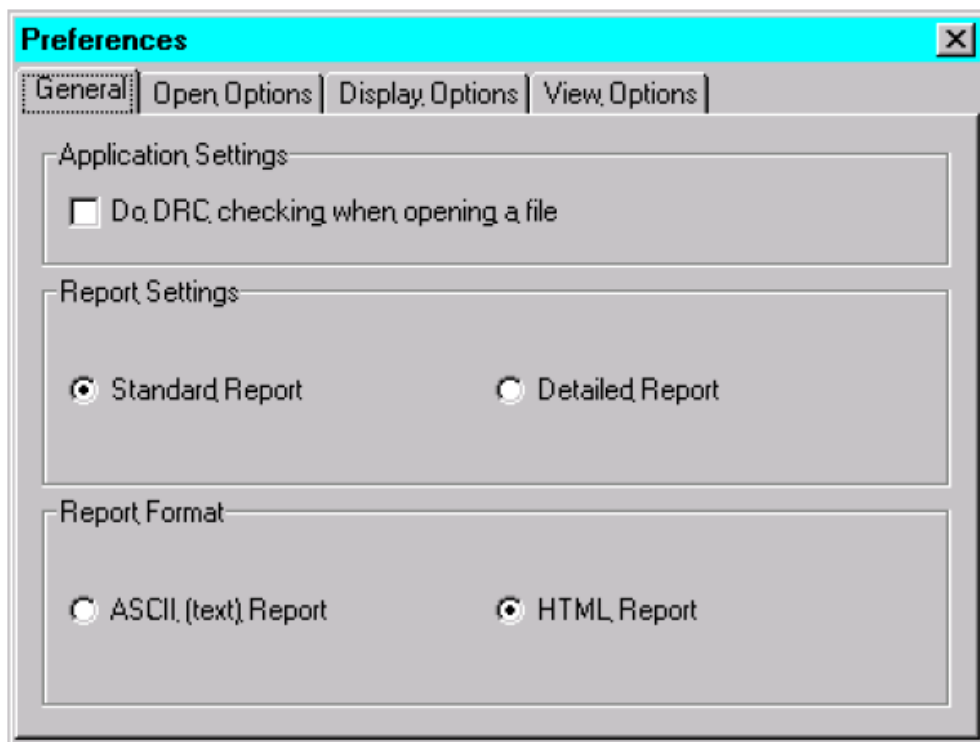 Preferences
General Open Options Display Options View Options
Application Settings
Do DRC checking when opening a file
Report Settings
Standard Report Detailed Report
Report Format
ASCII (text) Report HTML Report